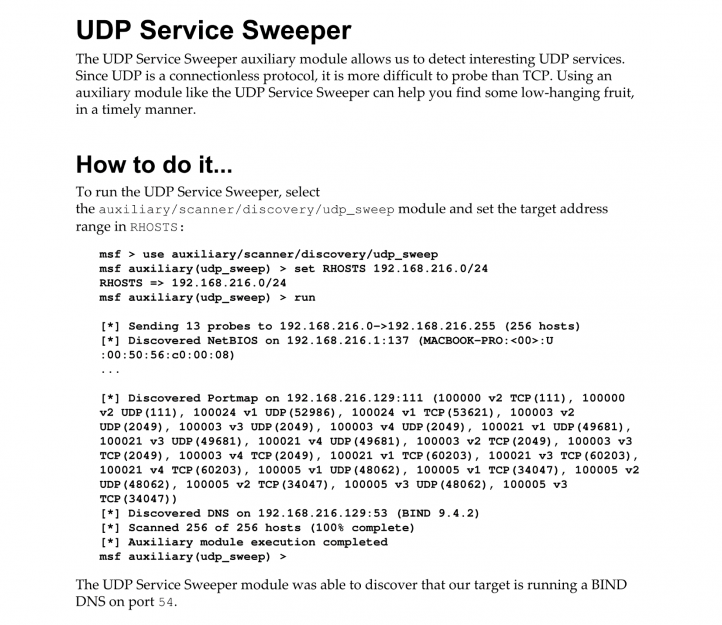 UDP Service Sweeper
The UDP Service Sweeper auxiliary module allows us to detect interesting UDP services.
Since UDP is a connectionless protocol, it is more difficult to probe than TCP. Using an
auxiliary module like the UDP Service Sweeper can help you find some low-hanging fruit,
in a timely manner.
How to do it...
To run the UDP Service Sweeper, select
the auxiliary/scanner/discovery/udp_sweep module and set the target address
range in RHOSTS:
msf > use auxiliary/scanner/discovery/udp_sweep
msf auxiliary(udp_sweep) > set RHOSTS 192.168.216.0/24
RHOSTS => 192.168.216.0/24
msf auxiliary(udp_sweep) > run
[*] Sending 13 probes to 192.168.216.0->192.168.216.255 (256 hosts)
[*] Discovered NetBIOS on 192.168.216.1:137 (MACBOOK-PRO:<00>:U
:00:50:56:c0:00:08)
...
[*] Discovered Portmap on 192.168.216.129:111 (100000 v2 TCP(111), 100000
v2 UDP(111), 100024 v1 UDP(52986), 100024 v1 TCP(53621), 100003 v2
UDP(2049), 100003 v3 UDP(2049), 100003 v4 UDP(2049), 100021 v1 UDP(49681),
100021 v3 UDP(49681), 100021 v4 UDP(49681), 100003 v2 TCP(2049), 100003 v3
TCP(2049), 100003 v4 TCP(2049), 100021 v1 TCP(60203), 100021 v3 TCP(60203),
100021 v4 TCP(60203), 100005 v1 UDP(48062), 100005 v1 TCP(34047), 100005 v2
UDP(48062), 100005 v2 TCP(34047), 100005 v3 UDP(48062), 100005 v3
TCP(34047))
[*] Discovered DNS on 192.168.216.129:53 (BIND 9.4.2)
[*] Scanned 256 of 256 hosts (100% complete)
[*] Auxiliary module execution completed
msf auxiliary(udp_sweep) >
The UDP Service Sweeper module was able to discover that our target is running a BIND
DNS on port 54.